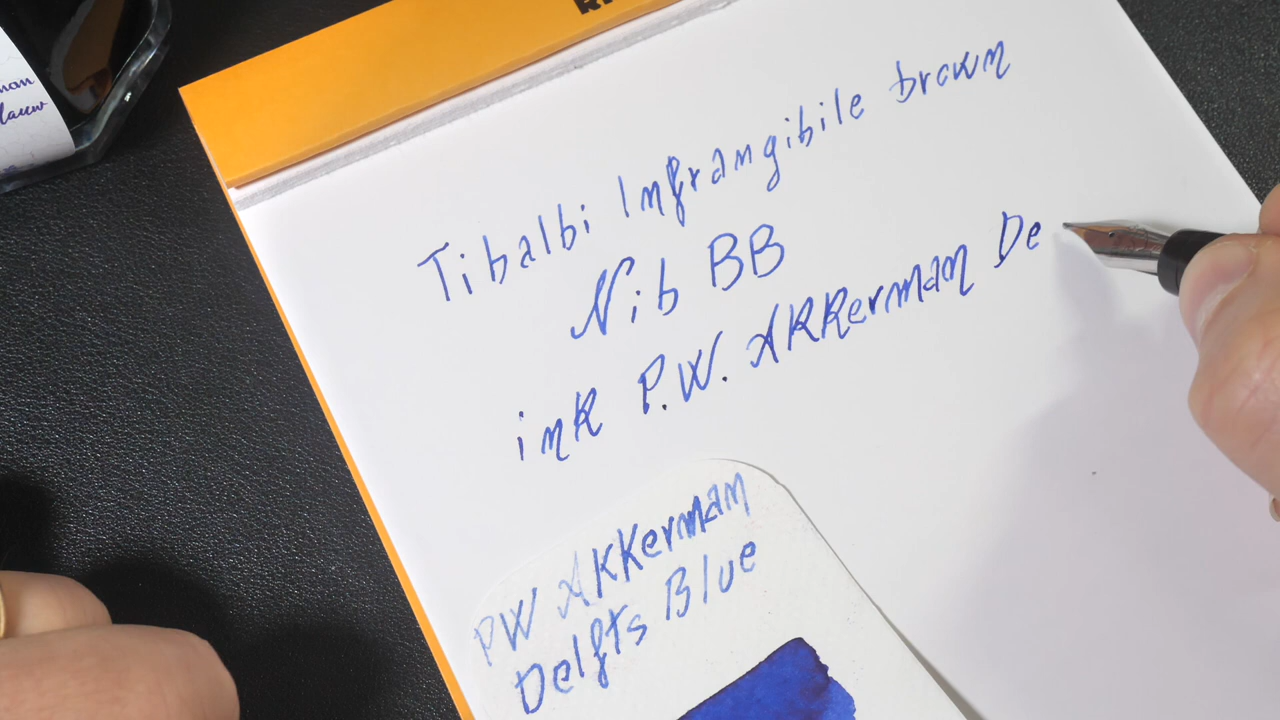 Tibalbi Infrangibile brown
Nib BB
ink P.W. AKKerman De
PW AKKerman
Delfts Blue